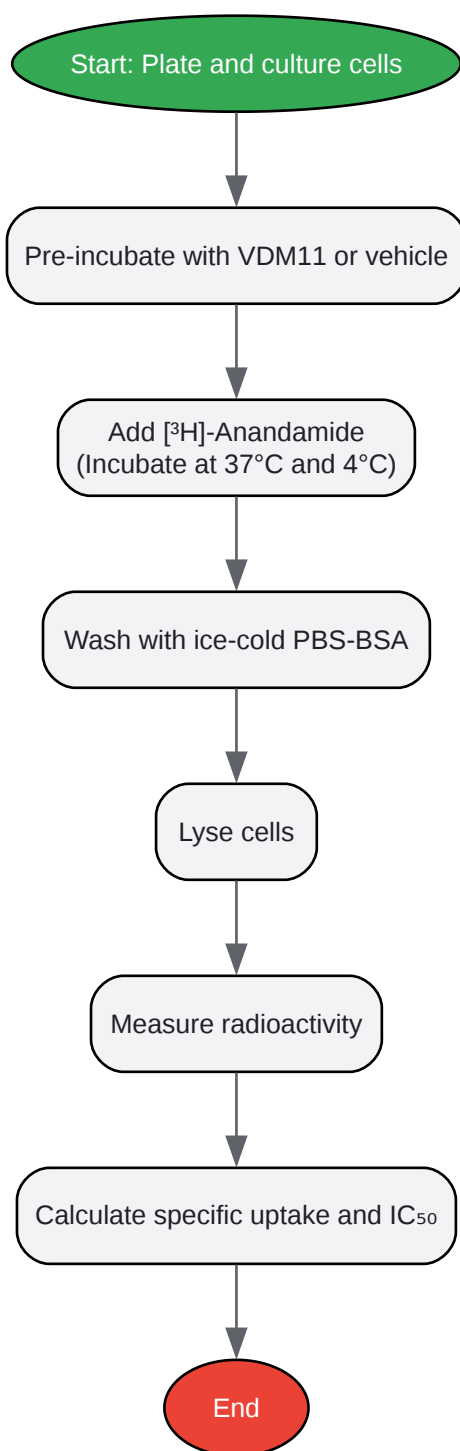 Start: Plate and culture cells
Pre-incubate with VDM11 or vehicle
Add [³H]-Anandamide
(Incubate at 37°C and 4°C)
Wash with ice-cold PBS-BSA
Lyse cells
Measure radioactivity
Calculate specific uptake and IC₅₀
End